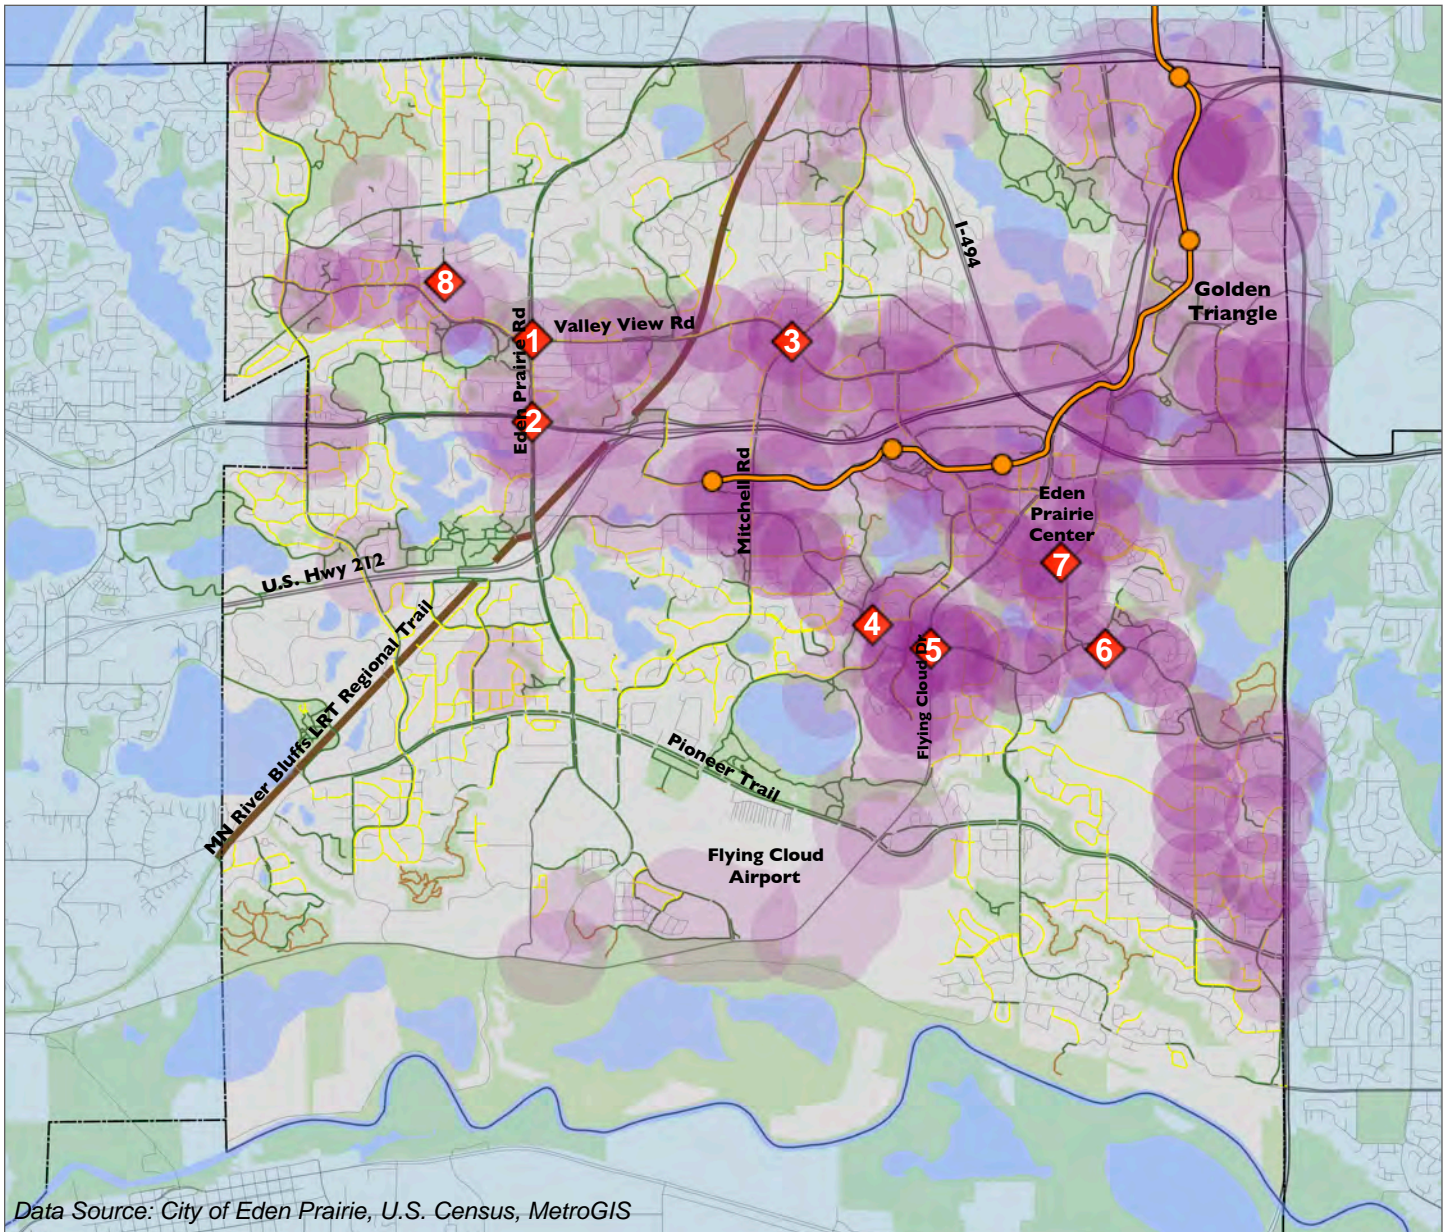 I-494
8
Golden
Triangle
Eden Prairie Rd
1
Valley View Rd
3
2
Mitchell Rd
Eden
Prairie
Center
7
U.S. Hwy 212
MN River Bluffs LRT Regional Trail
4
5
6
Flying Cloud Dr
Pioneer Trail
Flying Cloud
Airport
Data Source: City of Eden Prairie, U.S. Census, MetroGIS